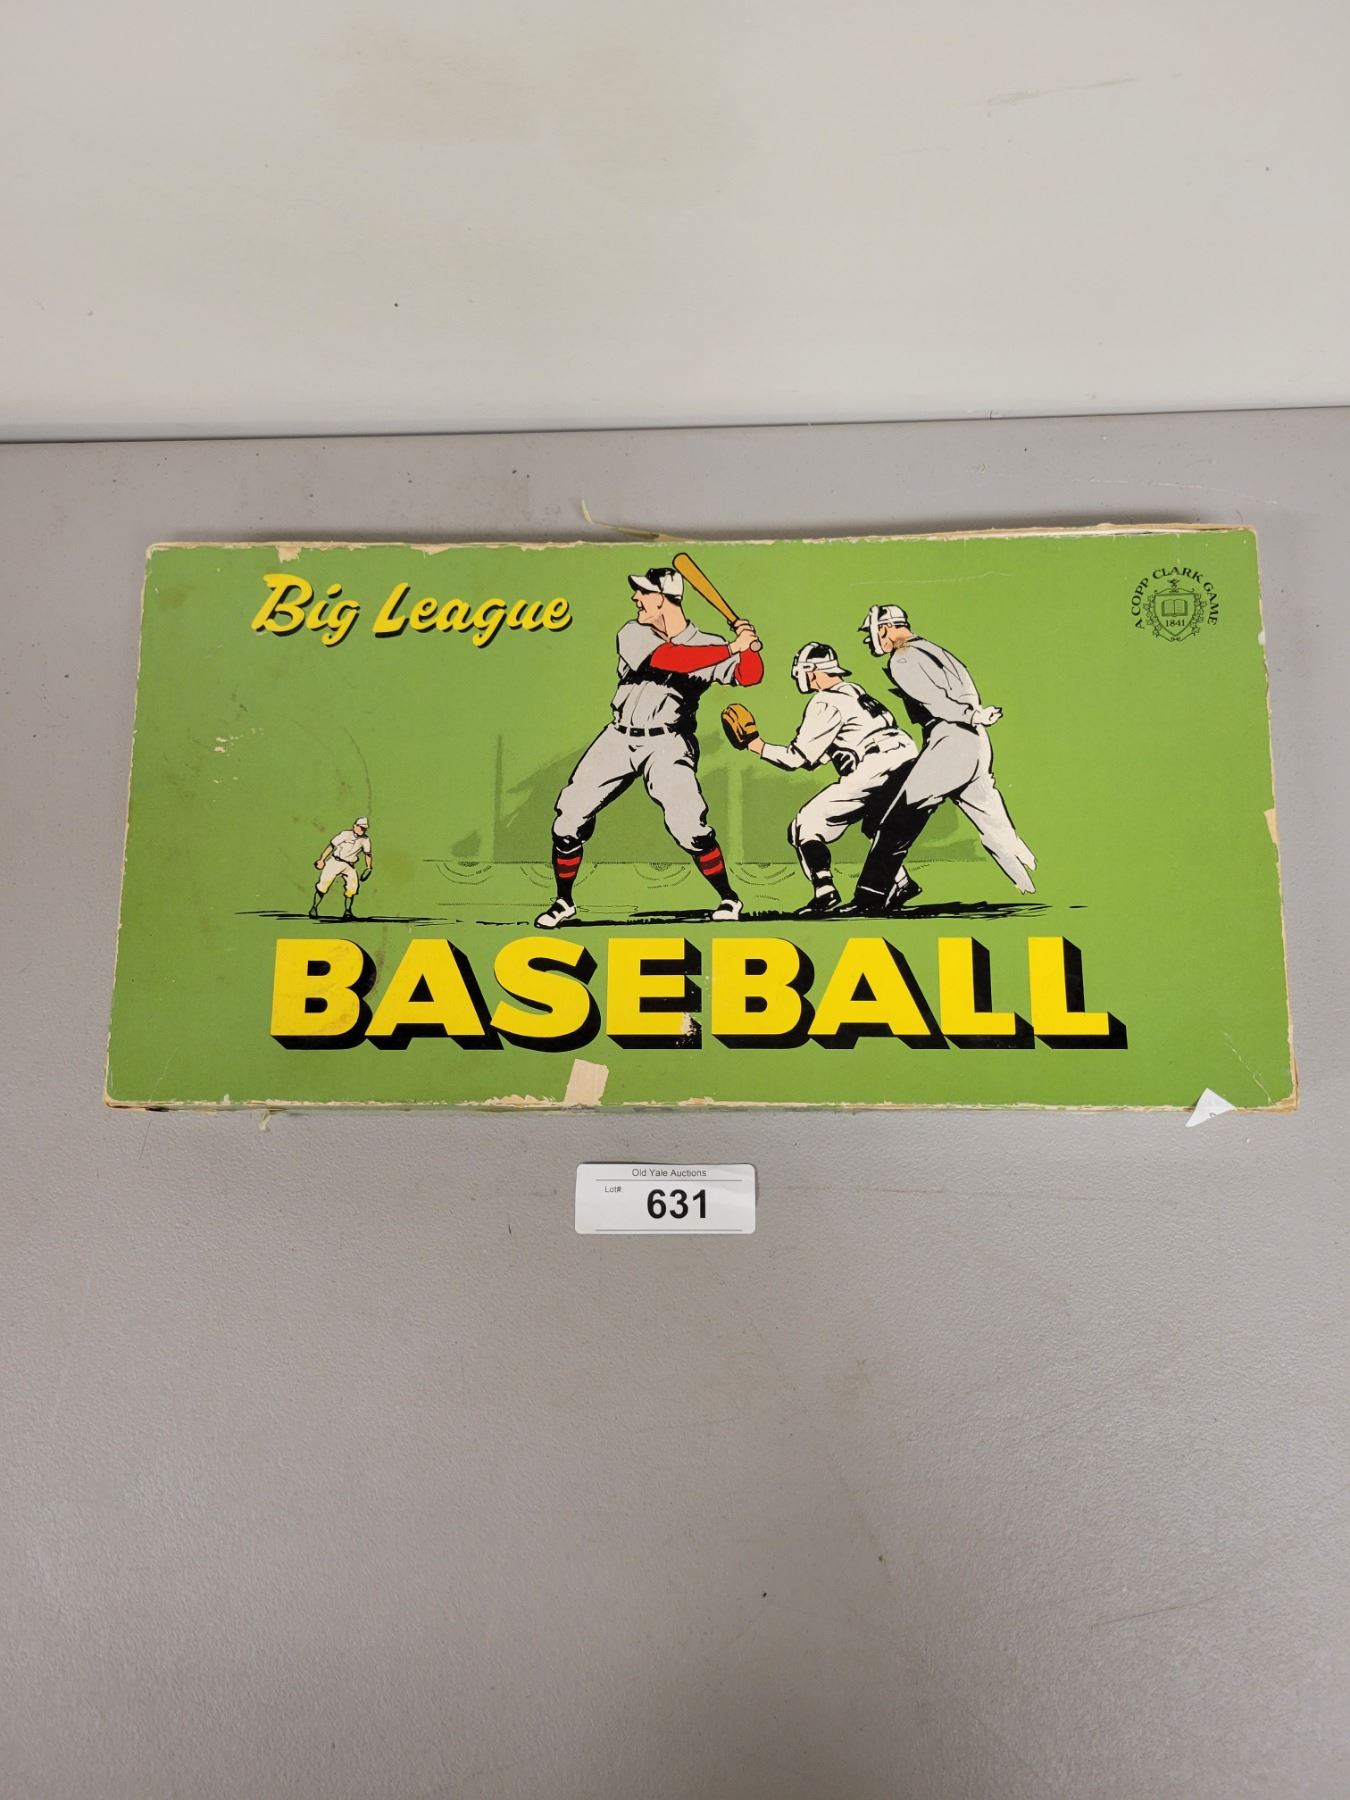 Big League
A COPP CLARK GAME
1841
BASEBALL
Old Yale Auctions
Lot#: 631